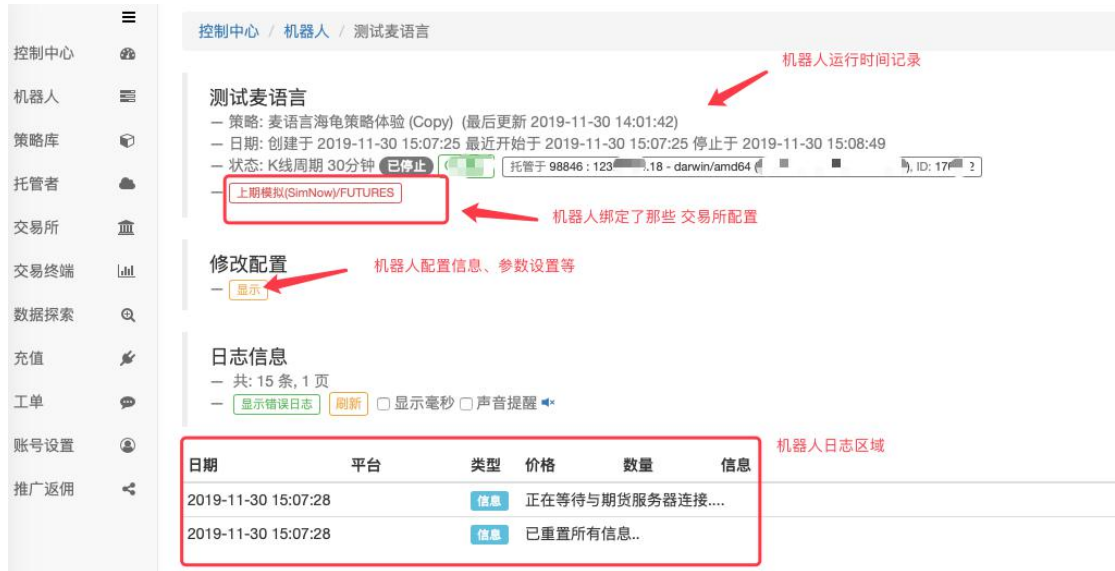 控制中心 / 机器人 / 测试麦语言
控制中心
机器人
策略库
托管者
交易所
交易终端
数据探索
充值
工单
账号设置
推广返佣
机器人运行时间记录
测试麦语言
— 策略: 麦语言海龟策略体验 (Copy) (最后更新 2019-11-30 14:01:42)
— 日期: 创建于 2019-11-30 15:07:25 最近开始于 2019-11-30 15:07:25 停止于 2019-11-30 15:08:49
— 状态: K线周期 30分钟 已停止 托管于 98846 : 123 .18 - darwin/amd64 ( ), ID: 17
— 上期模拟(SimNow)/FUTURES
机器人绑定了那些 交易所配置
修改配置
机器人配置信息、参数设置等
— 显示
日志信息
— 共: 15 条, 1 页
— 显示错误日志 刷新 显示毫秒 声音提醒
机器人日志区域
日期 平台 类型 价格 数量 信息
2019-11-30 15:07:28 信息 正在等待与期货服务器连接....
2019-11-30 15:07:28 信息 已重置所有信息..